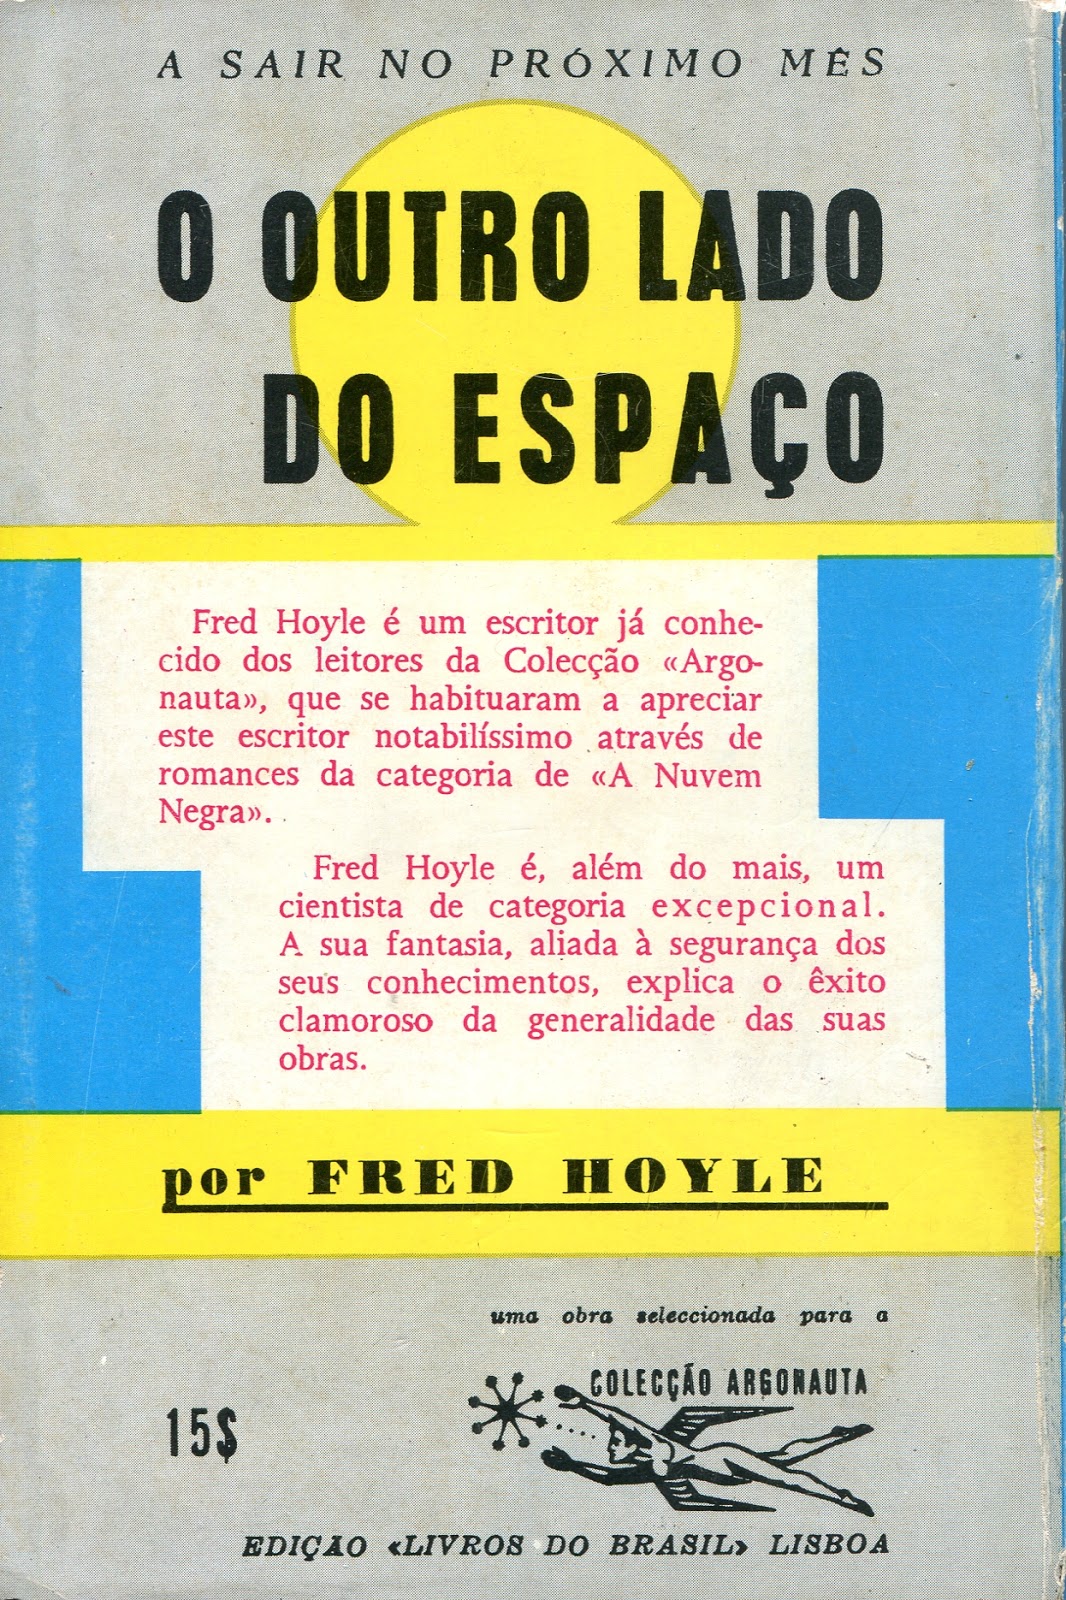 A SAIR NO PRÓXIMO MÊS
O OUTRO LADO
DO ESPAÇO
Fred Hoyle é um escritor já conhe-
cido dos leitores da Colecção «Argo-
nauta», que se habituaram a apreciar
este escritor notabilíssimo através de
romances da categoria de «A Nuvem
Negra».
Fred Hoyle é, além do mais, um
cientista de categoria excepcional.
A sua fantasia, aliada à segurança dos
seus conhecimentos, explica o êxito
clamoroso da generalidade das suas
obras.
por FRED HOYLE
uma obra seleccionada para a
COLECÇÃO ARGONAUTA
15$
EDIÇÃO «LIVROS DO BRASIL» LISBOA